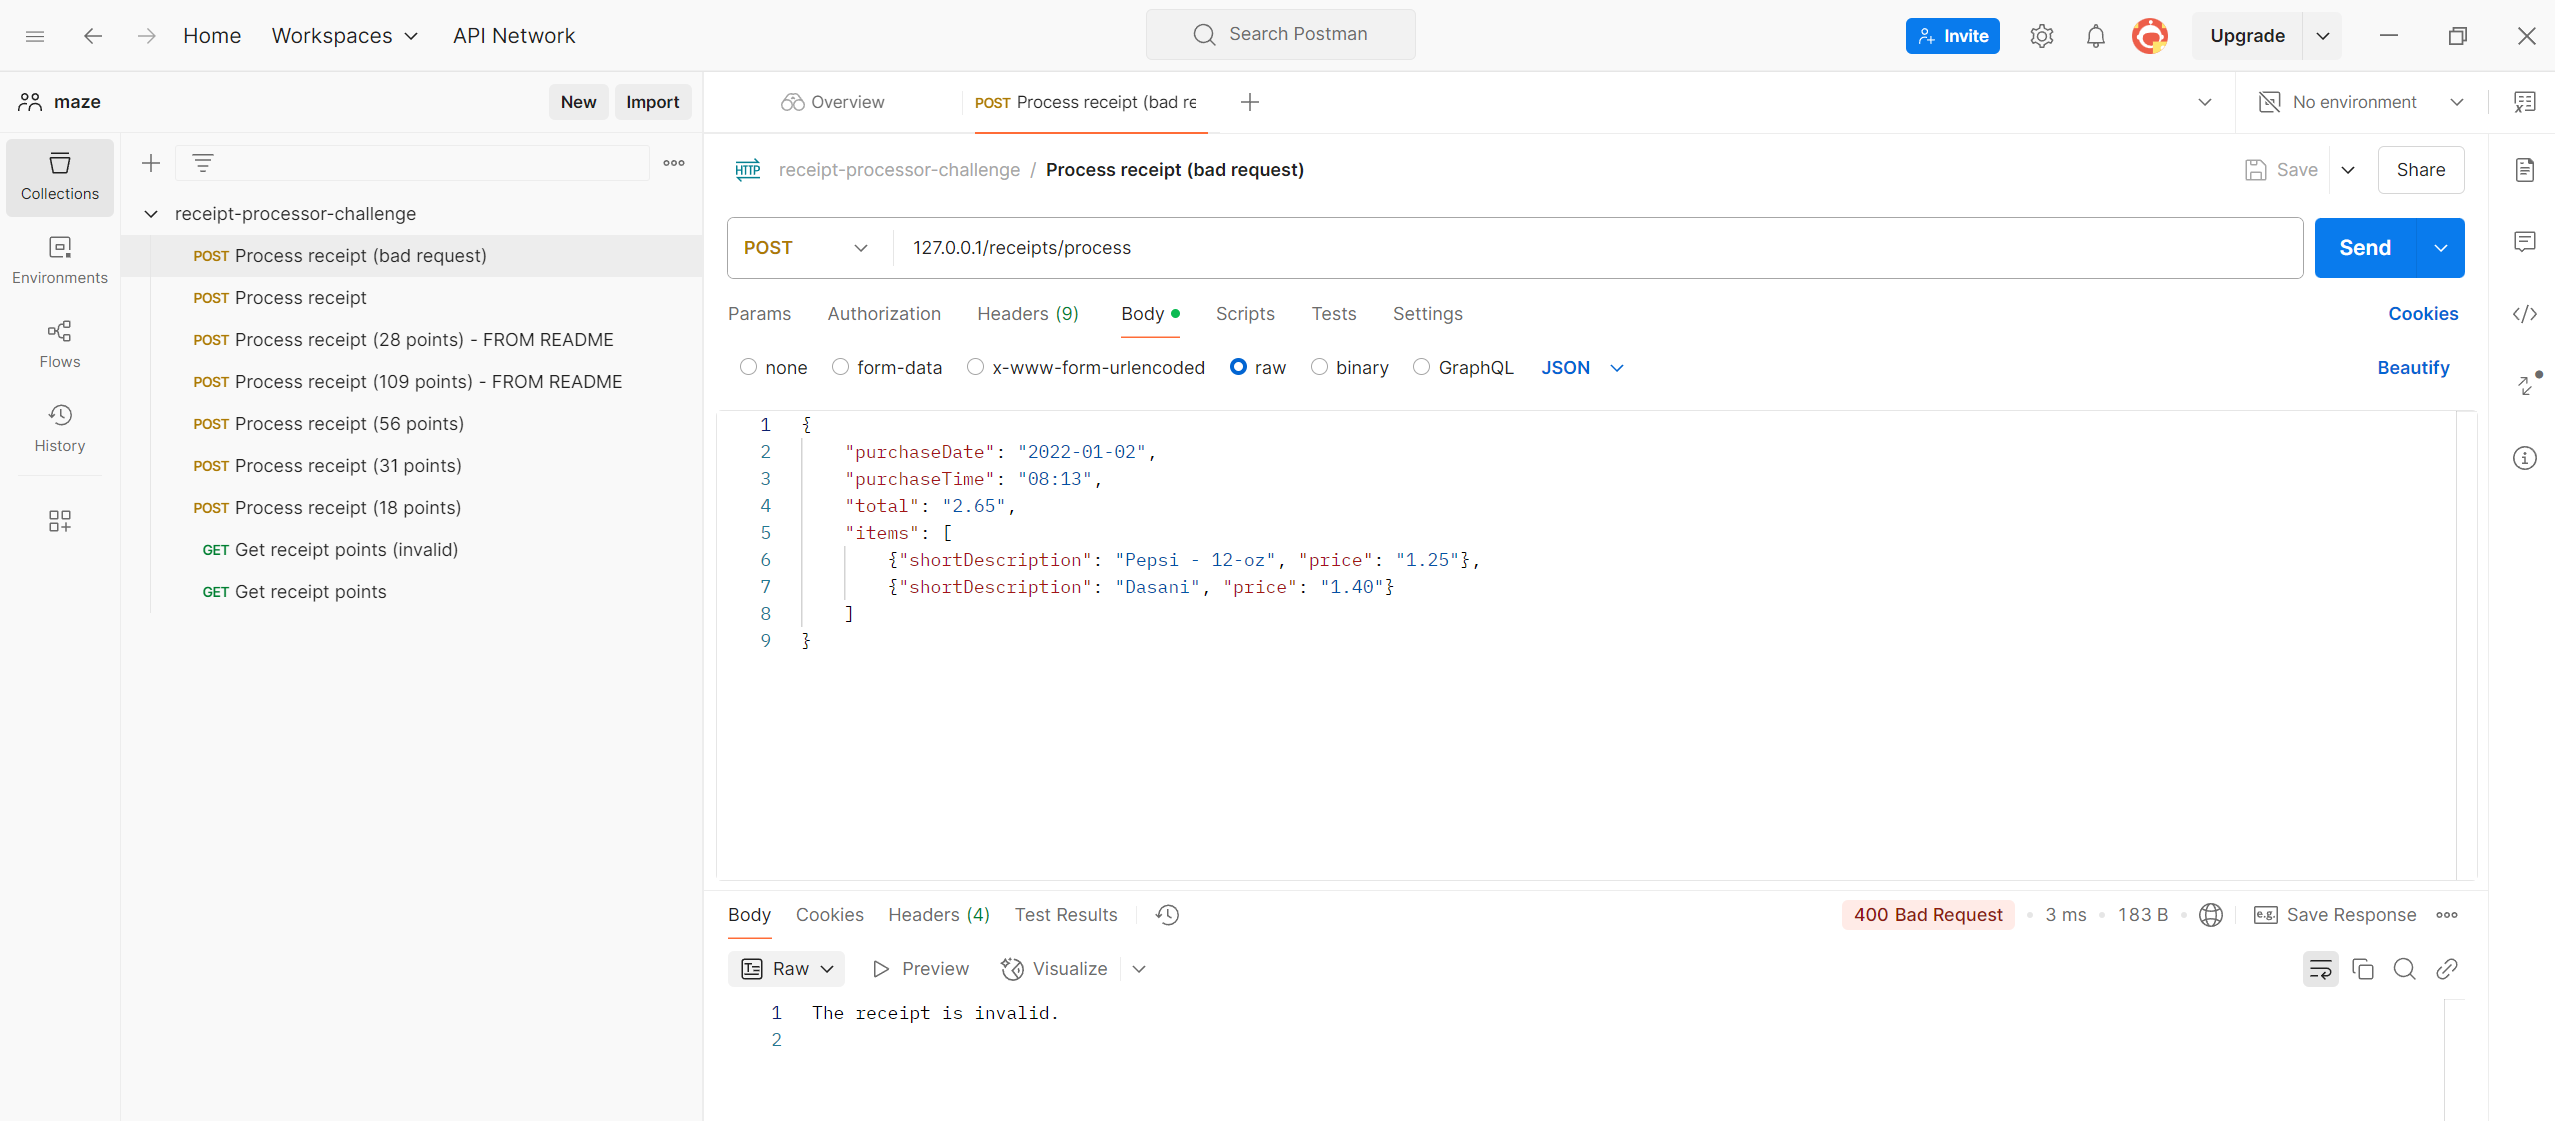 Home Workspaces API Network Search Postman Invite Upgrade
maze New Import Overview POST Process receipt (bad re No environment
Collections
Environments
Flows
History
receipt-processor-challenge
POST Process receipt (bad request)
POST Process receipt
POST Process receipt (28 points) - FROM README
POST Process receipt (109 points) - FROM README
POST Process receipt (56 points)
POST Process receipt (31 points)
POST Process receipt (18 points)
GET Get receipt points (invalid)
GET Get receipt points
HTTP receipt-processor-challenge / Process receipt (bad request) Save Share
POST 127.0.0.1/receipts/process Send
Params Authorization Headers (9) Body Scripts Tests Settings Cookies
none form-data x-www-form-urlencoded raw binary GraphQL JSON Beautify
1 {
2 "purchaseDate": "2022-01-02",
3 "purchaseTime": "08:13",
4 "total": "2.65",
5 "items": [
6 {"shortDescription": "Pepsi - 12-oz", "price": "1.25"},
7 {"shortDescription": "Dasani", "price": "1.40"}
8 ]
9 }
Body Cookies Headers (4) Test Results 400 Bad Request 3 ms 183 B e.g. Save Response
Raw Preview Visualize
1 The receipt is invalid.
2